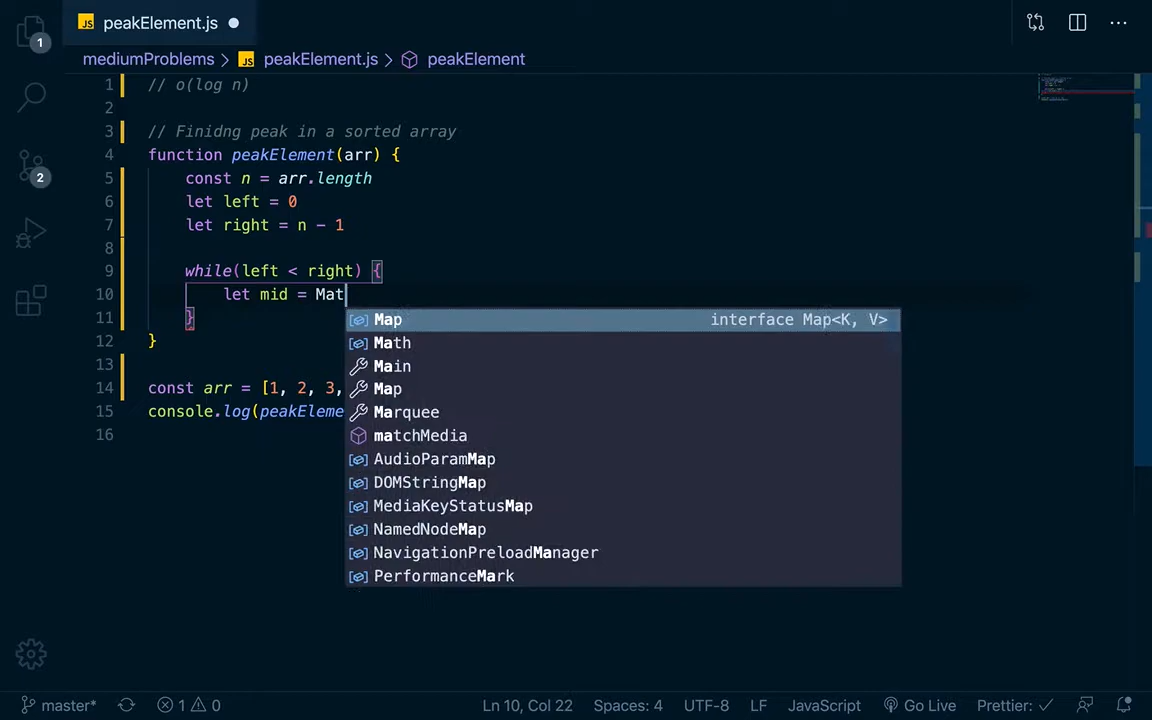 JS peakElement.js
mediumProblems > JS peakElement.js > peakElement
1
2
1 // o(log n)
2
3 // Finidng peak in a sorted array
4 function peakElement(arr) {
5 const n = arr.length
6 let left = 0
7 let right = n - 1
8
9 while(left < right) {
10 let mid = Mat
11 }
12 }
13
14 const arr = [1, 2, 3,
15 console.log(peakEleme
16
Map interface Map<K, V>
Math
Main
Map
Marquee
matchMedia
AudioParamMap
DOMStringMap
MediaKeyStatusMap
NamedNodeMap
NavigationPreloadManager
PerformanceMark
master* 1 0 Ln 10, Col 22 Spaces: 4 UTF-8 LF JavaScript Go Live Prettier: ✓